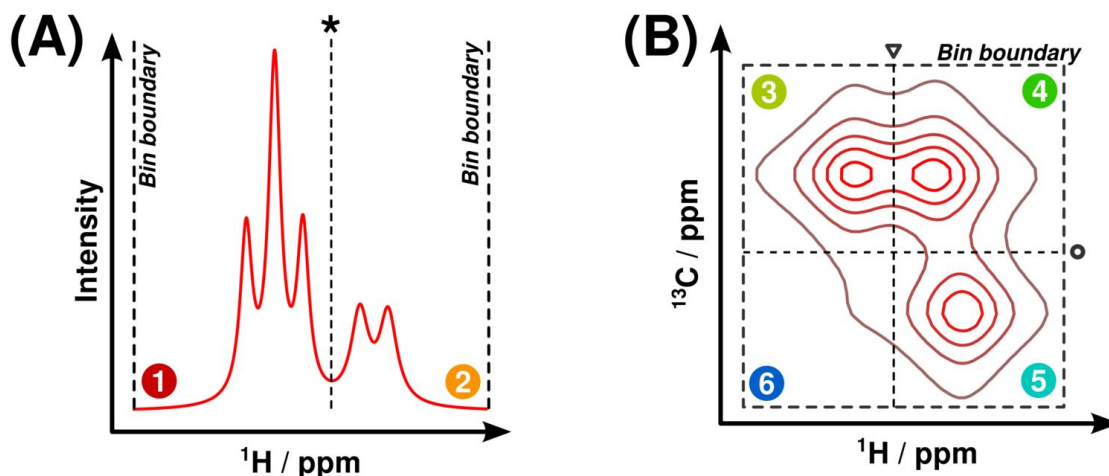 (A)
*
Bin boundary
Bin boundary
Intensity
1
2
¹H / ppm
(B)
Bin boundary
3
4
¹³C / ppm
6
5
¹H / ppm